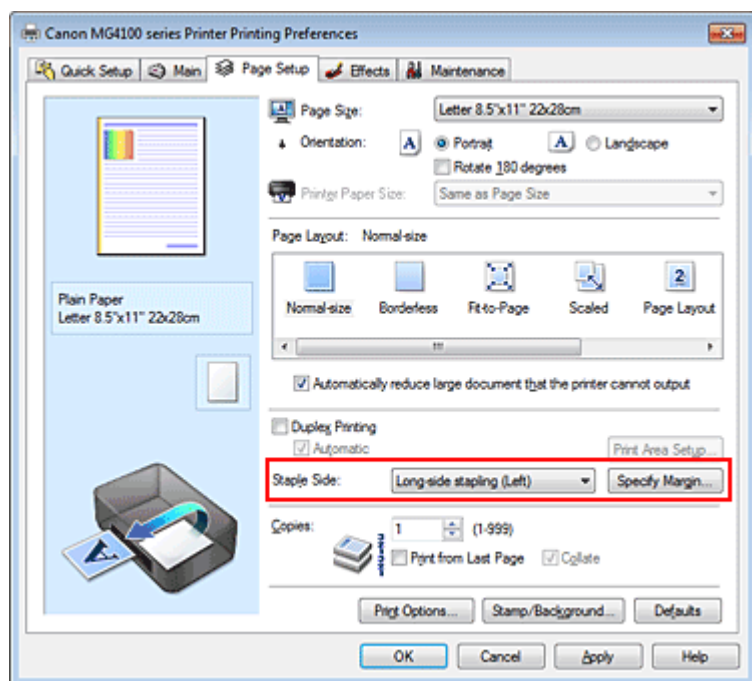 Canon MG4100 series Printer Printing Preferences
Quick Setup Main Page Setup Effects Maintenance
Page Size: Letter 8.5"x11" 22x28cm
Orientation: A Portrait A Landscape
Rotate 180 degrees
Printer Paper Size: Same as Page Size
Page Layout: Normal-size
2
Normal-size Borderless Fit-to-Page Scaled Page Layout
Plain Paper
Letter 8.5"x11" 22x28cm
Automatically reduce large document that the printer cannot output
Duplex Printing
Automatic Print Area Setup...
Staple Side: Long-side stapling (Left) Specify Margin...
Copies: 1 (1-999)
Print from Last Page Collate
A
Print Options... Stamp/Background... Defaults
OK Cancel Apply Help